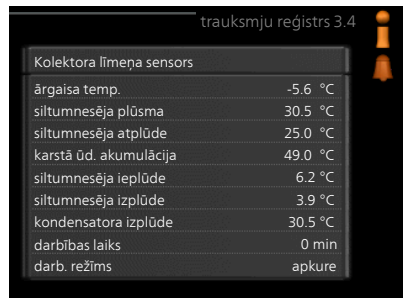 trauksmju reģistrs 3.4
Kolektora līmeņa sensors
ārgaisa temp. -5.6 °C
siltumnesēja plūsma 30.5 °C
siltumnesēja atplūde 25.0 °C
karstā ūd. akumulācija 49.0 °C
siltumnesēja ieplūde 6.2 °C
siltumnesēja izplūde 3.9 °C
kondensatora izplūde 30.5 °C
darbības laiks 0 min
darb. režīms apkure